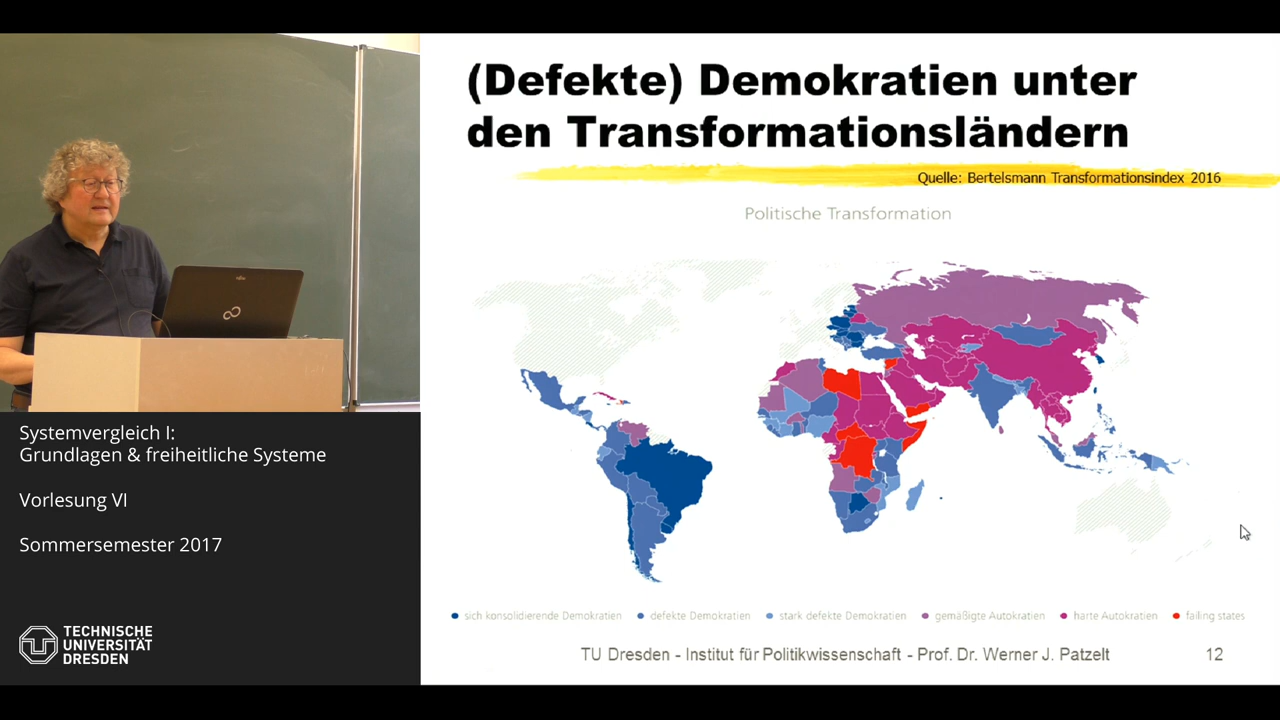 (Defekte) Demokratien unter
den Transformationsländern
Quelle: Bertelsmann Transformationsindex 2016
Politische Transformation
sich konsolidierende Demokratien
defekte Demokratien
stark defekte Demokratien
gemäßigte Autokratien
harte Autokratien
failing states
TU Dresden - Institut für Politikwissenschaft - Prof. Dr. Werner J. Patzelt
12
Systemvergleich I:
Grundlagen & freiheitliche Systeme
Vorlesung VI
Sommersemester 2017
TECHNISCHE
UNIVERSITÄT
DRESDEN